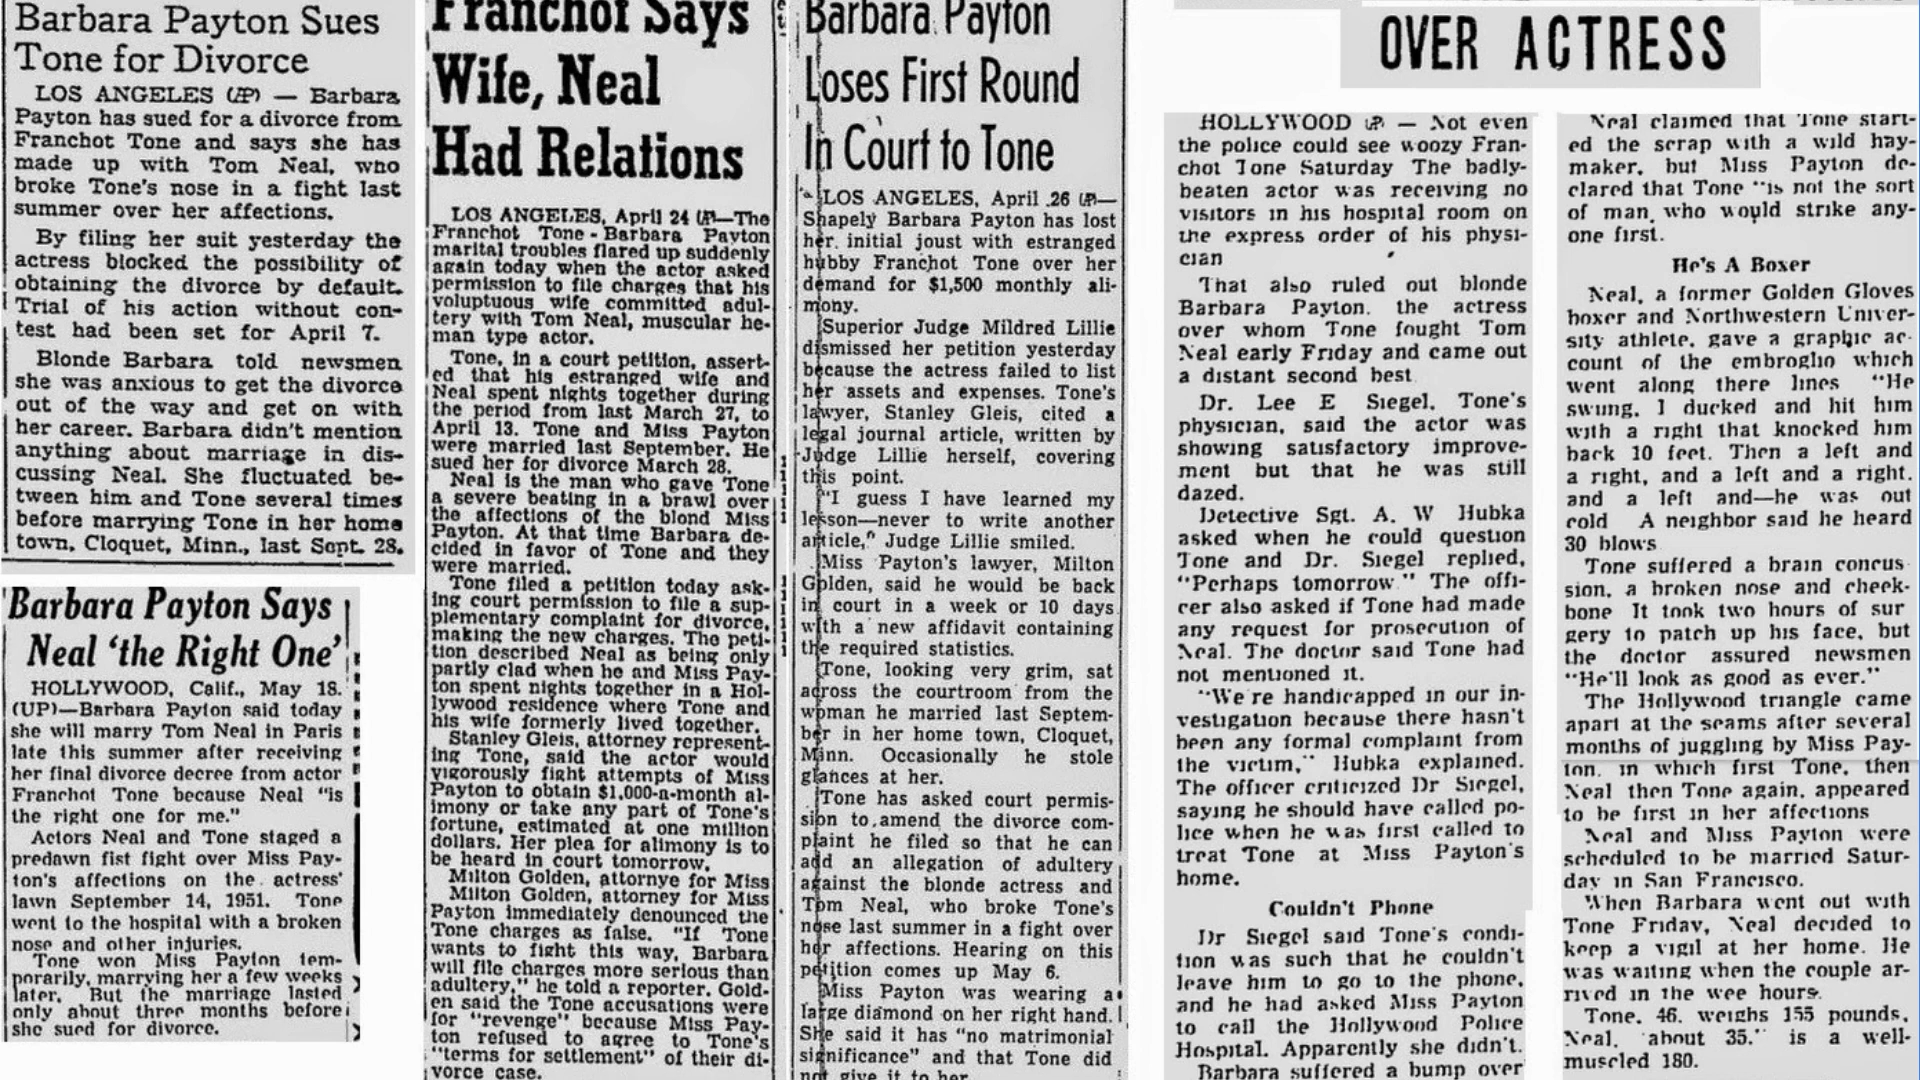 Barbara Payton Sues
Tone for Divorce
LOS ANGELES (AP) — Barbara
Payton has sued for a divorce from
Franchot Tone and says she has
made up with Tom Neal, who
broke Tone's nose in a fight last
summer over her affections.
By filing her suit yesterday the
actress blocked the possibility of
obtaining the divorce by default.
Trial of his action without con-
test had been set for April 7.
Blonde Barbara told newsmen
she was anxious to get the divorce
out of the way and get on with
her career. Barbara didn't mention
anything about marriage in dis-
cussing Neal. She fluctuated be-
tween him and Tone several times
before marrying Tone in her home
town, Cloquet, Minn., last Sept. 28.
Barbara Payton Says
Neal 'the Right One'
HOLLYWOOD, Calif., May 18.
(UP)—Barbara Payton said today
she will marry Tom Neal in Paris
late this summer after receiving
her final divorce decree from actor
Franchot Tone because Neal "is
the right one for me."
Actors Neal and Tone staged a
predawn fist fight over Miss Pay-
ton's affections on the actress'
lawn September 14, 1951. Tone
went to the hospital with a broken
nose and other injuries.
Tone won Miss Payton tem-
porarily, marrying her a few weeks
later. But the marriage lasted
only about three months before
she sued for divorce.
Franchot Says
Wife, Neal
Had Relations
LOS ANGELES, April 24 (AP)—The
Franchot Tone - Barbara Payton
marital troubles flared up suddenly
again today when the actor asked
permission to file charges that his
voluptuous wife committed adul-
tery with Tom Neal, muscular he-
man type actor.
Tone, in a court petition, assert-
ed that his estranged wife and
Neal spent nights together during
the period from last March 27, to
April 13. Tone and Miss Payton
were married last September. He
sued her for divorce March 28.
Neal is the man who gave Tone
a severe beating in a brawl over
the affections of the blond Miss
Payton. At that time Barbara de-
cided in favor of Tone and they
were married.
Tone filed a petition today ask-
ing court permission to file a sup-
plementary complaint for divorce,
making the new charges. The peti-
tion described Neal as being only
partly clad when he and Miss Pay-
ton spent nights together in a Hol-
lywood residence where Tone and
his wife formerly lived together.
Stanley Gleis, attorney represent-
ing Tone, said the actor would
vigorously fight attempts of Miss
Payton to obtain $1,000-a-month al-
imony or take any part of Tone's
fortune, estimated at one million
dollars. Her plea for alimony is to
be heard in court tomorrow.
Milton Golden, attornye for Miss
Milton Golden, attorney for Miss
Payton immediately denounced the
Tone charges as false. "If Tone
wants to fight this way, Barbara
will file charges more serious than
adultery," he told a reporter. Gold-
en said the Tone accusations were
for "revenge" because Miss Pay-
ton refused to agree to Tone's
"terms for settlement" of their di-
vorce case.
Barbara Payton
Loses First Round
In Court to Tone
LOS ANGELES, April 26 (AP)—
Shapely Barbara Payton has lost
her initial joust with estranged
hubby Franchot Tone over her
demand for $1,500 monthly ali-
mony.
Superior Judge Mildred Lillie
dismissed her petition yesterday
because the actress failed to list
her assets and expenses. Tone's
lawyer, Stanley Gleis, cited a
legal journal article, written by
Judge Lillie herself, covering
this point.
"I guess I have learned my
lesson—never to write another
article," Judge Lillie smiled.
Miss Payton's lawyer, Milton
Golden, said he would be back
in court in a week or 10 days
with a new affidavit containing
the required statistics.
Tone, looking very grim, sat
across the courtroom from the
woman he married last Septem-
ber in her home town, Cloquet,
Minn. Occasionally he stole
glances at her.
Tone has asked court permis-
sion to amend the divorce com-
plaint he filed so that he can
add an allegation of adultery
against the blonde actress and
Tom Neal, who broke Tone's
nose last summer in a fight over
her affections. Hearing on this
petition comes up May 6.
Miss Payton was wearing a
large diamond on her right hand.
She said it has "no matrimonial
significance" and that Tone did
not give it to her.
OVER ACTRESS
HOLLYWOOD (AP) — Not even
the police could see woozy Fran-
chot Tone Saturday The badly-
beaten actor was receiving no
visitors in his hospital room on
the express order of his physi-
cian
That also ruled out blonde
Barbara Payton, the actress
over whom Tone fought Tom
Neal early Friday and came out
a distant second best
Dr. Lee E Siegel, Tone's
physician, said the actor was
showing satisfactory improve-
ment but that he was still
dazed.
Detective Sgt. A. W Hubka
asked when he could question
Tone and Dr. Siegel replied,
"Perhaps tomorrow" The offi-
cer also asked if Tone had made
any request for prosecution of
Neal. The doctor said Tone had
not mentioned it.
"We're handicapped in our in-
vestigation because there hasn't
been any formal complaint from
the victim," Hubka explained.
The officer criticized Dr Siegel,
saying he should have called po-
lice when he was first called to
treat Tone at Miss Payton's
home.
Couldn't Phone
Dr Siegel said Tone's condi-
tion was such that he couldn't
leave him to go to the phone,
and he had asked Miss Payton
to call the Hollywood Police
Hospital. Apparently she didn't.
Barbara suffered a bump over
Neal claimed that Tone start-
ed the scrap with a wild hay-
maker, but Miss Payton de-
clared that Tone "is not the sort
of man who would strike any-
one first.
He's A Boxer
Neal, a former Golden Gloves
boxer and Northwestern Univer-
sity athlete, gave a graphic ac-
count of the embroglio which
went along there lines "He
swung, I ducked and hit him
with a right that knocked him
back 10 feet. Then a left and
a right, and a left and a right.
and a left and—he was out
cold A neighbor said he heard
30 blows
Tone suffered a brain concus-
sion, a broken nose and cheek-
bone It took two hours of sur
gery to patch up his face, but
the doctor assured newsmen
"He'll look as good as ever."
The Hollywood triangle came
apart at the seams after several
months of juggling by Miss Pay-
ton, in which first Tone, then
Neal then Tone again, appeared
to be first in her affections
Neal and Miss Payton were
scheduled to be married Satur-
day in San Francisco.
When Barbara went out with
Tone Friday, Neal decided to
keep a vigil at her home. He
was waiting when the couple ar-
rived in the wee hours.
Tone, 46, weighs 155 pounds.
Neal, "about 35." is a well-
muscled 180.